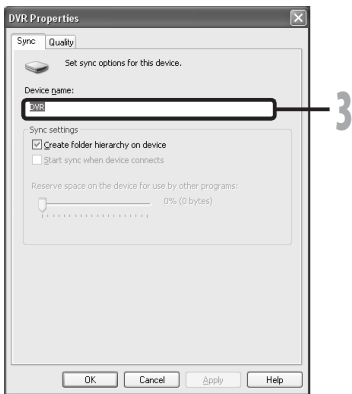 DVR Properties
Sync Quality
Set sync options for this device.
Device name:
DVR
3
Sync settings
Create folder hierarchy on device
Start sync when device connects
Reserve space on the device for use by other programs:
0% (0 bytes)
OK Cancel Apply Help